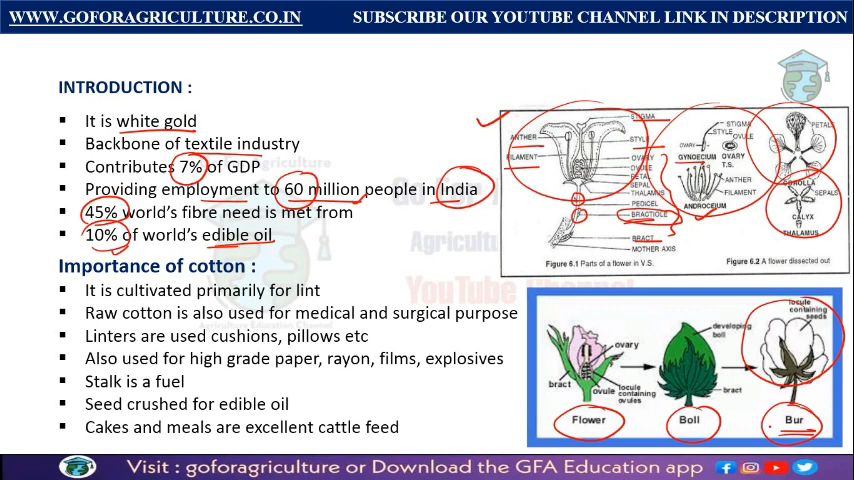 WWW.GOFORAGRICULTURE.CO.IN
SUBSCRIBE OUR YOUTUBE CHANNEL LINK IN DESCRIPTION
INTRODUCTION :
It is white gold
Backbone of textile industry
Contributes 7% of GDP
Providing employment to 60 million people in India
45% world's fibre need is met from
10% of world's edible oil
Importance of cotton :
It is cultivated primarily for lint
Raw cotton is also used for medical and surgical purpose
Linters are used cushions, pillows etc
Also used for high grade paper, rayon, films, explosives
Stalk is a fuel
Seed crushed for edible oil
Cakes and meals are excellent cattle feed
STIGMA
ANTHER
STYLE
FILAMENT
OVARY
OVULE
PETAL
SEPAL
THALAMUS
PEDICEL
BRACTIOLE
BRACT
MOTHER AXIS
Figure 6.1 Parts of a flower in V.S.
STIGMA
STYLE
OVULE
OVARY
GYNOECIUM
OVARY
T.S.
ANTHER
FILAMENT
ANDROECIUM
PETALS
COROLLA
SEPALS
CALYX
THALAMUS
Figure 6.2 A flower dissected out
ovary
bract
ovule
locule
containing
ovules
Flower
developing
boll
bract
Boll
locule
containing
seeds
Bur
Agriculture Education Channel
YouTube Channel
Visit : goforagriculture or Download the GFA Education app